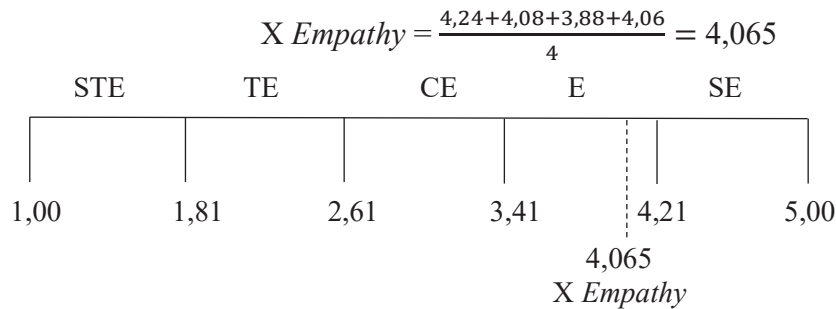 X Empathy = 4,24+4,08+3,88+4,06 / 4 = 4,065
STE TE CE E SE
1,00 1,81 2,61 3,41 4,21 5,00
4,065
X Empathy